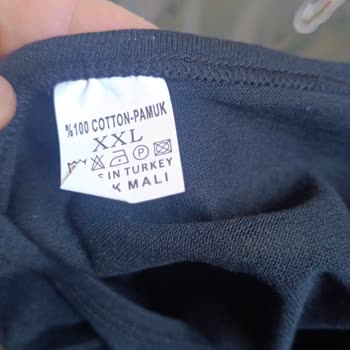 %100 COTTON-PAMUK
XXL
P
IN TURKEY
MALI